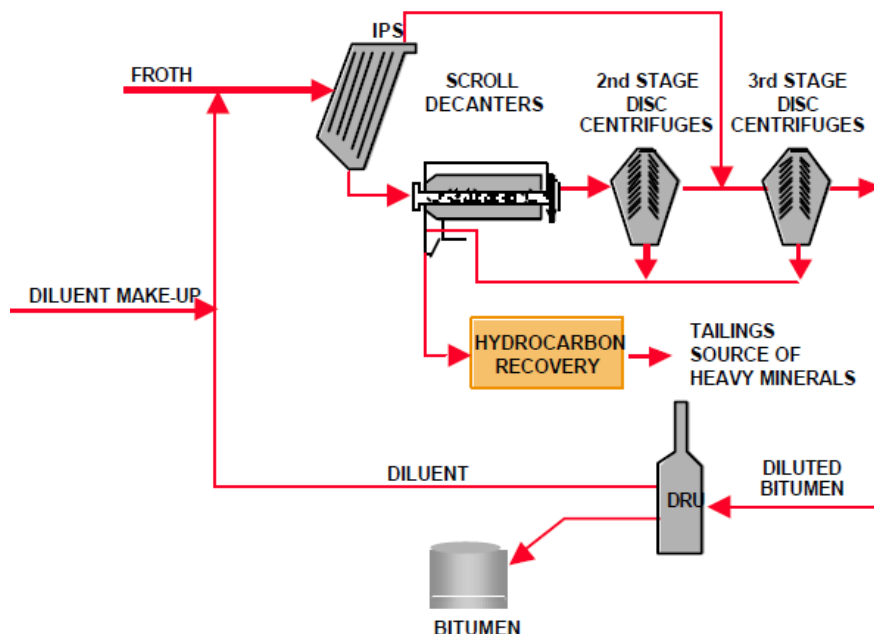 IPS
FROTH
SCROLL
DECANTERS
2nd STAGE
DISC
CENTRIFUGES
3rd STAGE
DISC
CENTRIFUGES
DILUENT MAKE-UP
HYDROCARBON
RECOVERY
TAILINGS
SOURCE OF
HEAVY MINERALS
DILUENT
DRU
DILUTED
BITUMEN
BITUMEN